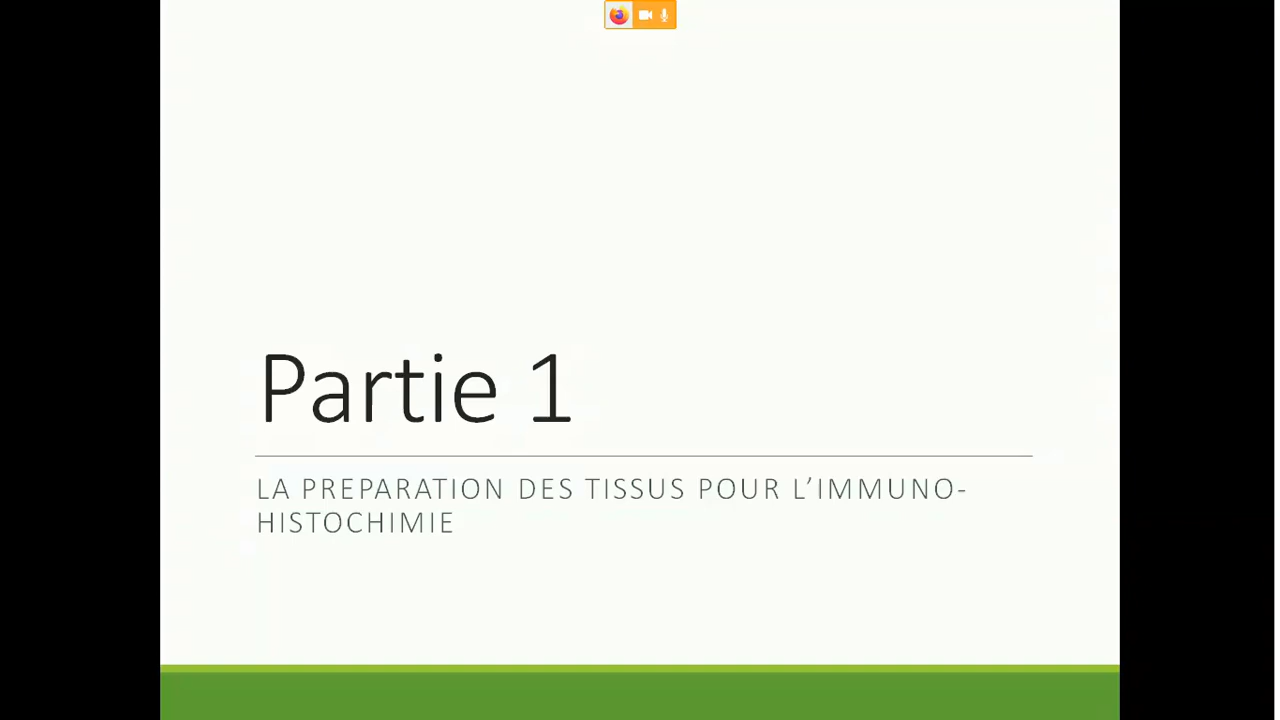 Partie 1
LA PREPARATION DES TISSUS POUR L’IMMUNO-
HISTOCHIMIE